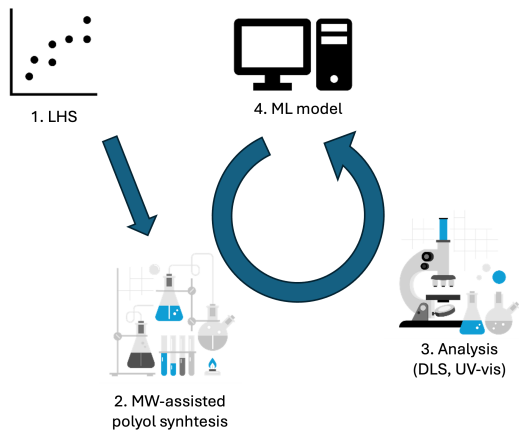 1. LHS
4. ML model
3. Analysis
(DLS, UV-vis)
2. MW-assisted
polyol synhtesis